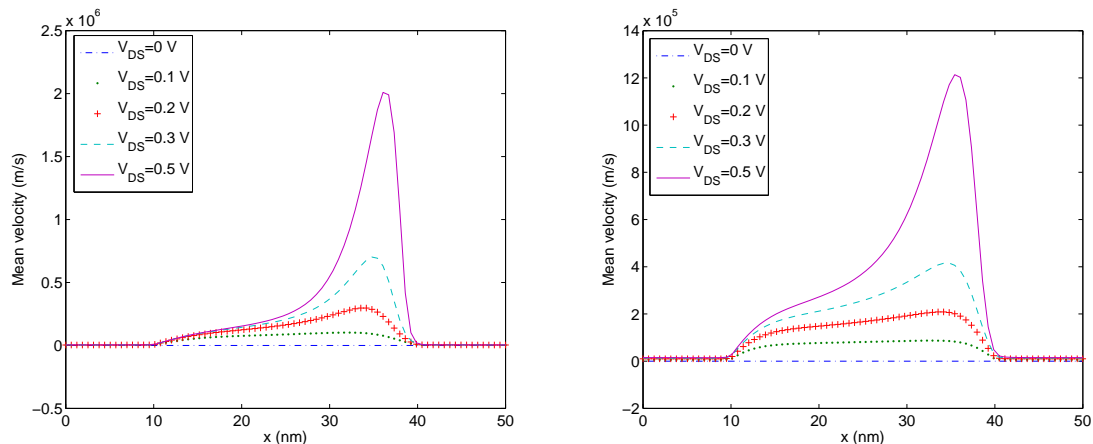 x 10^6
2.5
2
1.5
1
0.5
0
−0.5
Mean velocity (m/s)
V_DS=0 V
V_DS=0.1 V
V_DS=0.2 V
V_DS=0.3 V
V_DS=0.5 V
0 10 20 30 40 50
x (nm)
x 10^5
14
12
10
8
6
4
2
0
−2
Mean velocity (m/s)
V_DS=0 V
V_DS=0.1 V
V_DS=0.2 V
V_DS=0.3 V
V_DS=0.5 V
0 10 20 30 40 50
x (nm)